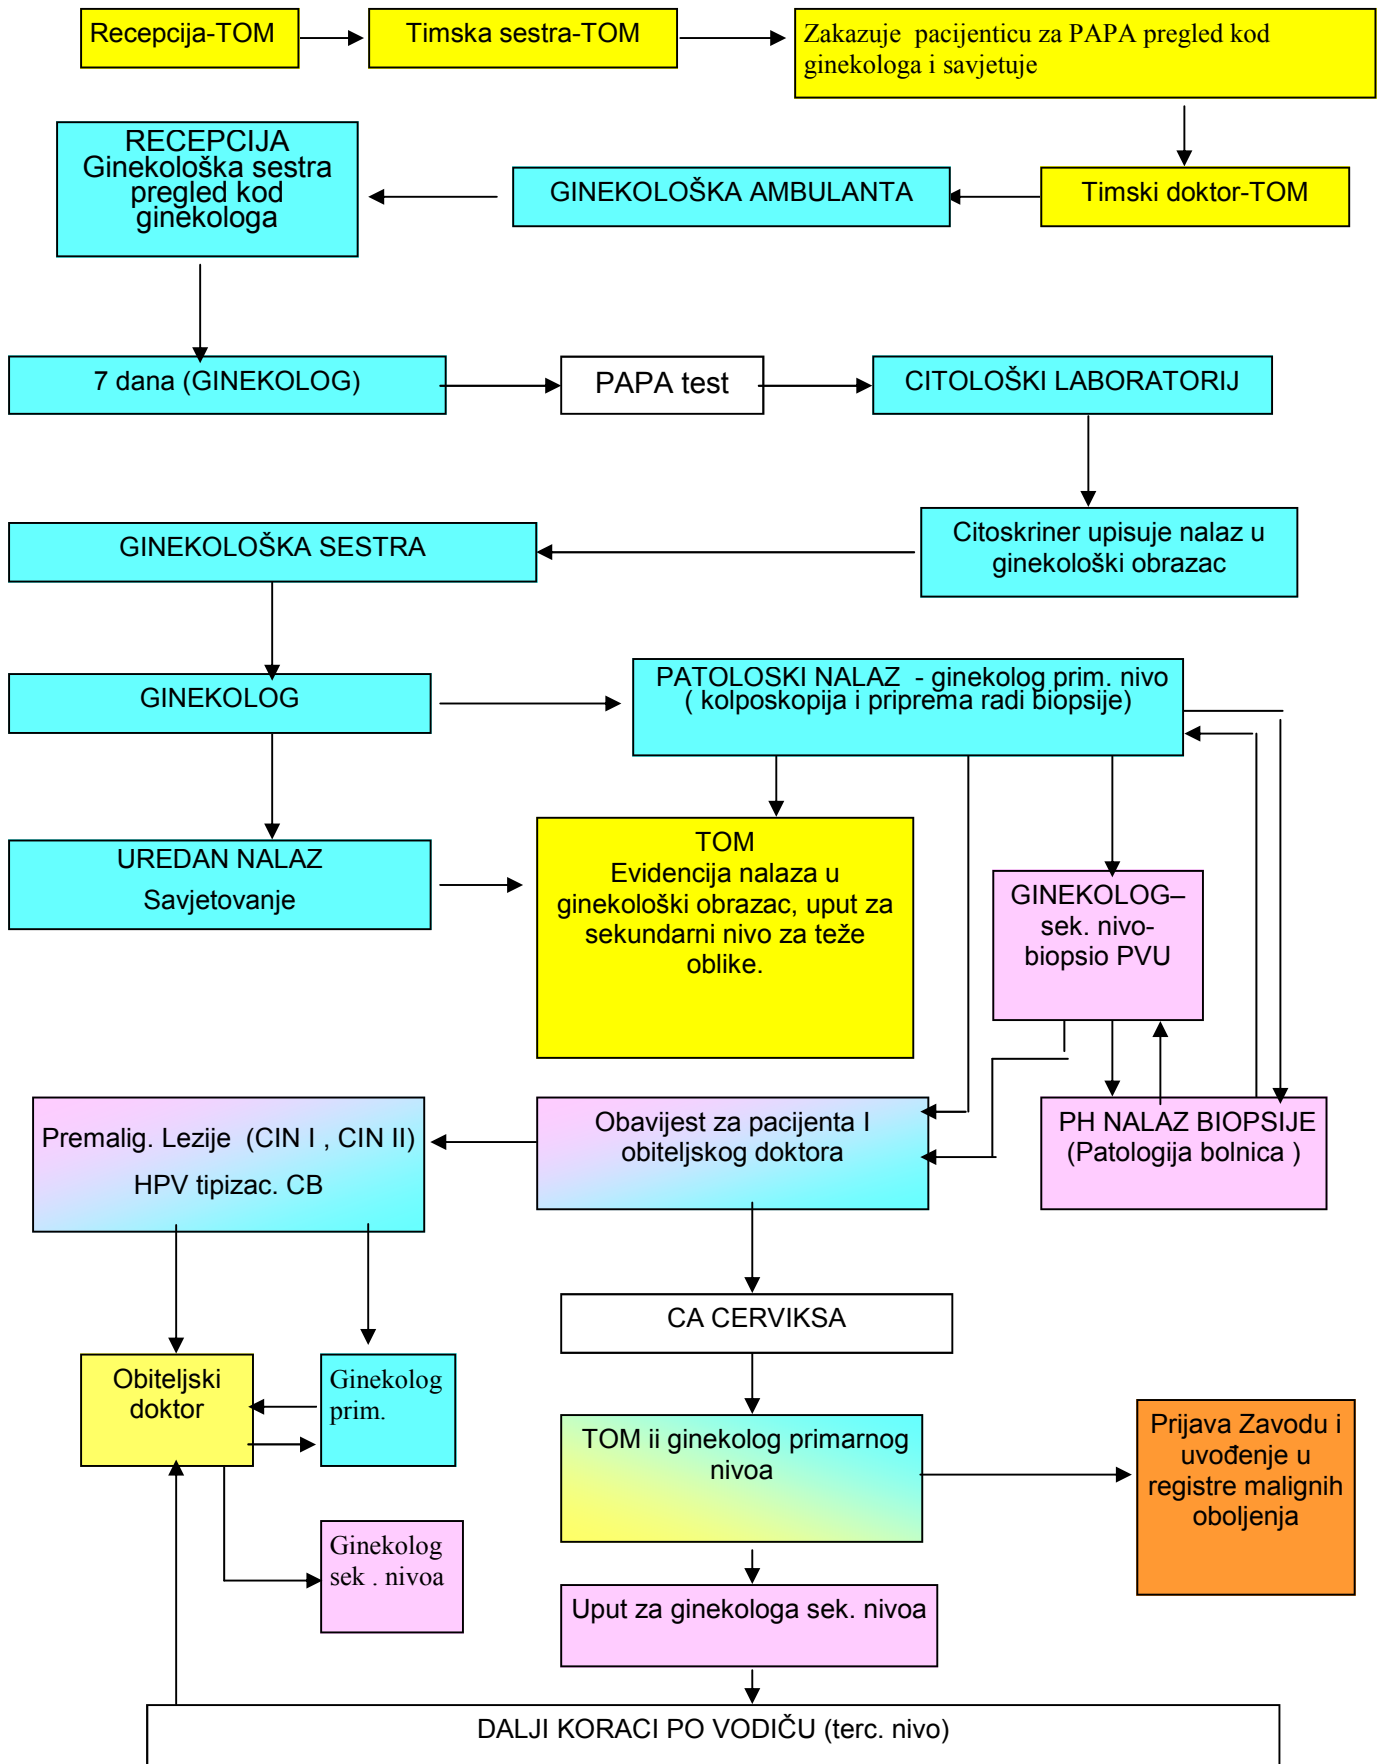 Recepcija-TOM
Timska sestra-TOM
Zakazuje pacijenticu za PAPA pregled kod
ginekologa i savjetuje
RECEPCIJA
Ginekološka sestra
pregled kod
ginekologa
GINEKOLOŠKA AMBULANTA
Timski doktor-TOM
7 dana (GINEKOLOG)
PAPA test
CITOLOŠKI LABORATORIJ
GINEKOLOŠKA SESTRA
Citoskriner upisuje nalaz u
ginekološki obrazac
GINEKOLOG
PATOLOSKI NALAZ - ginekolog prim. nivo
( kolposkopija i priprema radi biopsije)
UREDAN NALAZ
Savjetovanje
TOM
Evidencija nalaza u
ginekološki obrazac, uput za
sekundarni nivo za teže
oblike.
GINEKOLOG–
sek. nivo-
biopsio PVU
Premalig. Lezije (CIN I , CIN II)
HPV tipizac. CB
Obavijest za pacijenta I
obiteljskog doktora
PH NALAZ BIOPSIJE
(Patologija bolnica )
CA CERVIKSA
Obiteljski
doktor
Ginekolog
prim.
TOM ii ginekolog primarnog
nivoa
Prijava Zavodu i
uvođenje u
registre malignih
oboljenja
Ginekolog
sek . nivoa
Uput za ginekologa sek. nivoa
DALJI KORACI PO VODIČU (terc. nivo)